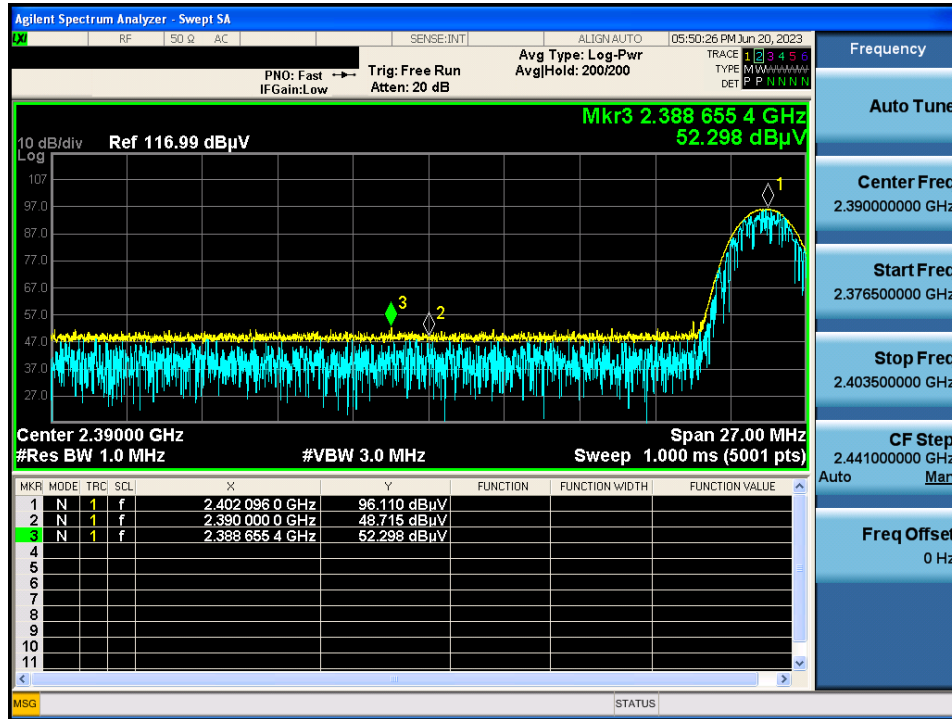 Agilent Spectrum Analyzer - Swept SA
LXI RF 50 Ω AC SENSE:INT ALIGN AUTO 05:50:26 PM Jun 20, 2023
PNO: Fast IFGain:Low Trig: Free Run Atten: 20 dB Avg Type: Log-Pwr Avg|Hold: 200/200
TRACE 1 2 3 4 5 6
TYPE M W W W W W
DET P P N N N N
Mkr3 2.388 655 4 GHz
52.298 dBµV
10 dB/div Ref 116.99 dBµV
Log
107
97.0
87.0
77.0
67.0
57.0
47.0
37.0
27.0
1
3
2
Center 2.39000 GHz Span 27.00 MHz
#Res BW 1.0 MHz #VBW 3.0 MHz Sweep 1.000 ms (5001 pts)
MKR MODE TRC SCL X Y FUNCTION FUNCTION WIDTH FUNCTION VALUE
1 N 1 f 2.402 096 0 GHz 96.110 dBµV
2 N 1 f 2.390 000 0 GHz 48.715 dBµV
3 N 1 f 2.388 655 4 GHz 52.298 dBµV
4
5
6
7
8
9
10
11
MSG STATUS
Frequency
Auto Tune
Center Freq
2.390000000 GHz
Start Freq
2.376500000 GHz
Stop Freq
2.403500000 GHz
CF Step
2.441000000 GHz
Auto Man
Freq Offset
0 Hz